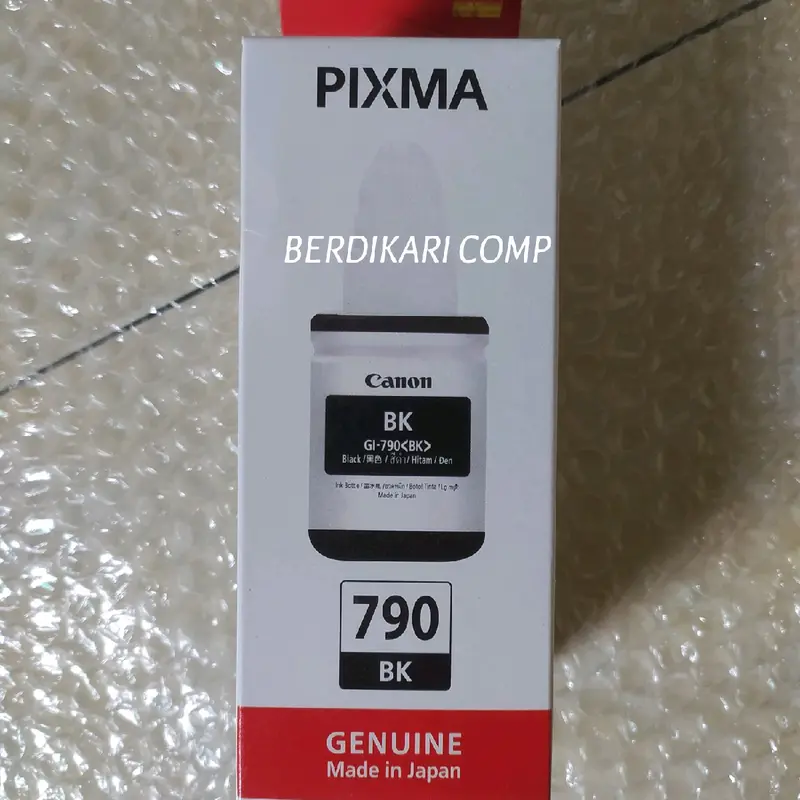 PIXMA
BERDIKARI COMP
Canon
BK
GI-790<BK>
Black / 黑色 / สีดำ / Hitam / Đen
Made in Japan
790
BK
GENUINE
Made in Japan